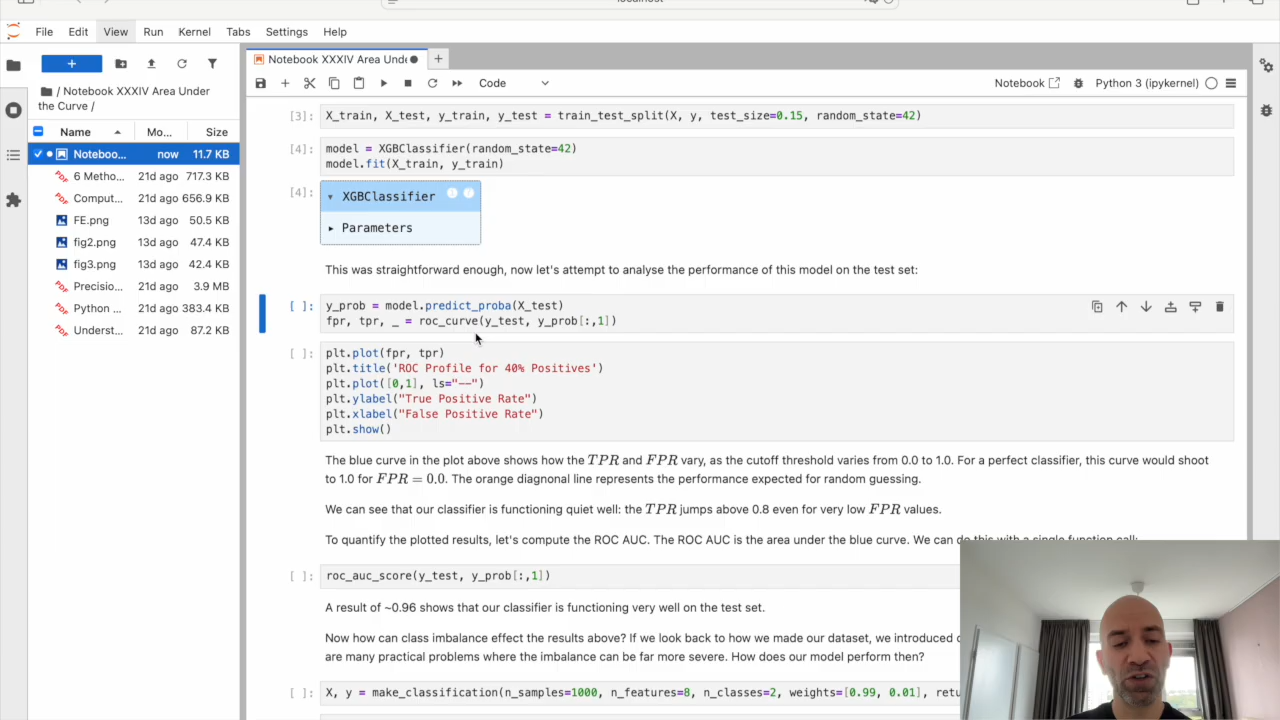 File Edit View Run Kernel Tabs Settings Help
Notebook XXXIV Area Unde
Code
Notebook
Python 3 (ipykernel)
/ Notebook XXXIV Area Under
the Curve /
Name Mo... Size
Noteboo... now 11.7 KB
6 Metho... 21d ago 717.3 KB
Comput... 21d ago 656.9 KB
FE.png 13d ago 50.5 KB
fig2.png 13d ago 47.4 KB
fig3.png 13d ago 42.4 KB
Precisio... 21d ago 3.9 MB
Python ... 21d ago 383.4 KB
Underst... 21d ago 87.2 KB
[3]: X_train, X_test, y_train, y_test = train_test_split(X, y, test_size=0.15, random_state=42)
[4]: model = XGBClassifier(random_state=42)
model.fit(X_train, y_train)
[4]: ▾ XGBClassifier
▸ Parameters
This was straightforward enough, now let's attempt to analyse the performance of this model on the test set:
[ ]: y_prob = model.predict_proba(X_test)
fpr, tpr, _ = roc_curve(y_test, y_prob[:,1])
[ ]: plt.plot(fpr, tpr)
plt.title('ROC Profile for 40% Positives')
plt.plot([0,1], ls="--")
plt.ylabel("True Positive Rate")
plt.xlabel("False Positive Rate")
plt.show()
The blue curve in the plot above shows how the TPR and FPR vary, as the cutoff threshold varies from 0.0 to 1.0. For a perfect classifier, this curve would shoot
to 1.0 for FPR = 0.0. The orange diagnonal line represents the performance expected for random guessing.
We can see that our classifier is functioning quiet well: the TPR jumps above 0.8 even for very low FPR values.
To quantify the plotted results, let's compute the ROC AUC. The ROC AUC is the area under the blue curve. We can do this with a single function call:
[ ]: roc_auc_score(y_test, y_prob[:,1])
A result of ~0.96 shows that our classifier is functioning very well on the test set.
Now how can class imbalance effect the results above? If we look back to how we made our dataset, we introduced
are many practical problems where the imbalance can be far more severe. How does our model perform then?
[ ]: X, y = make_classification(n_samples=1000, n_features=8, n_classes=2, weights=[0.99, 0.01], retu